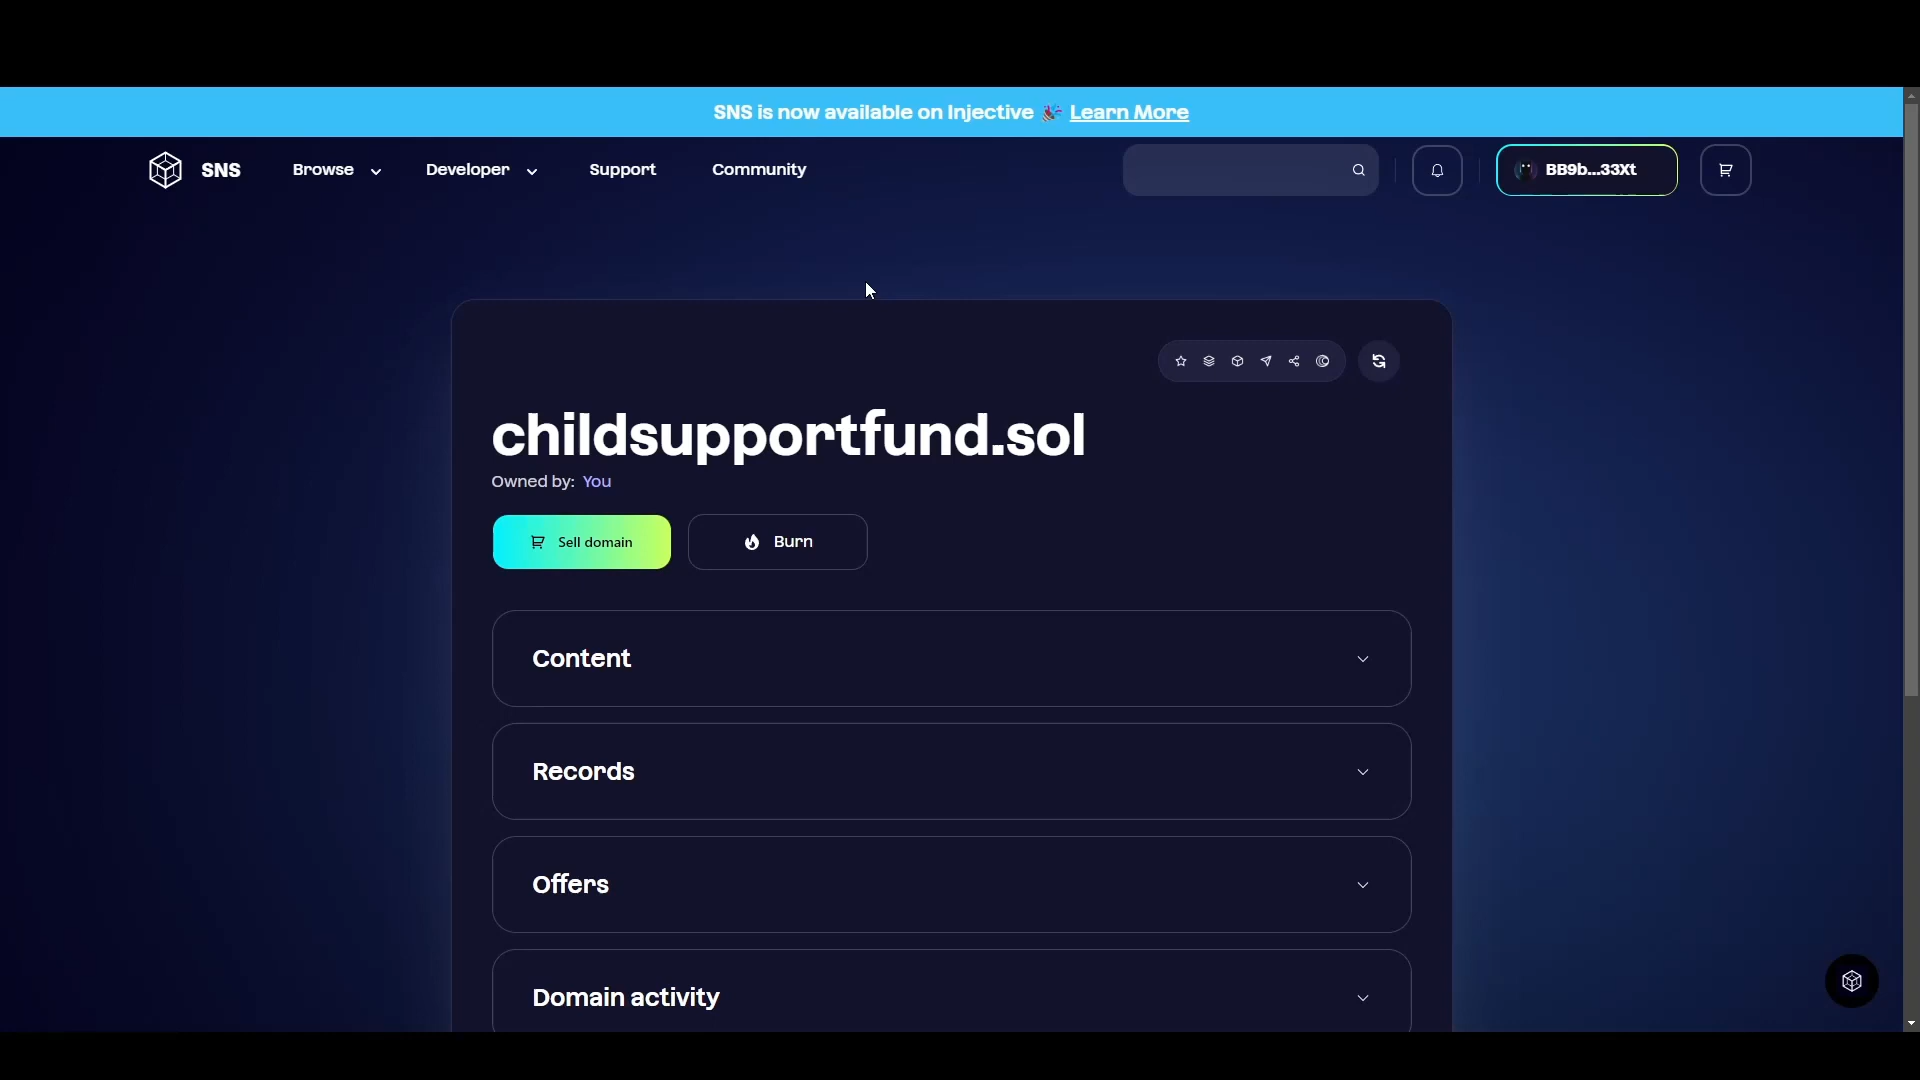 SNS is now available on Injective 🎉 Learn More
SNS Browse Developer Support Community BB9b...33Xt
childsupportfund.sol
Owned by: You
Sell domain Burn
Content
Records
Offers
Domain activity